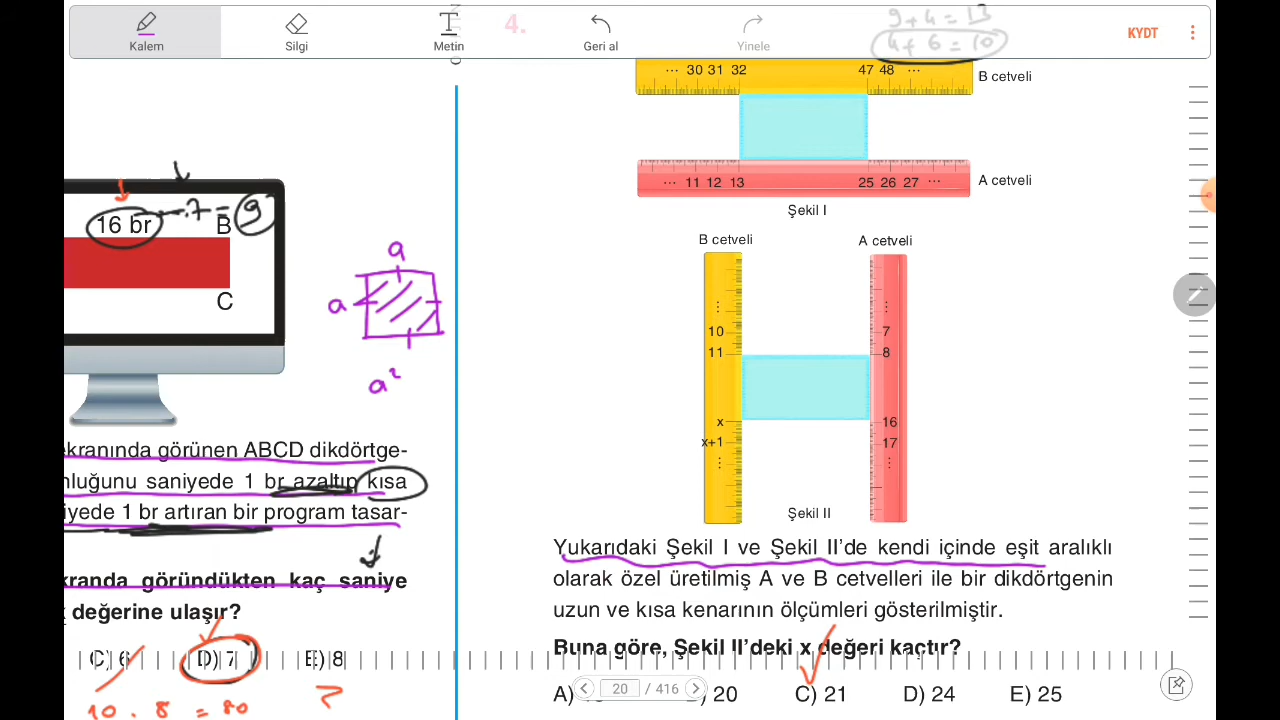 Kalem
Silgi
Metin
4.
Geri al
Yinele
9+4=13
4+6=10
KYDT
16 br -7 = 9
B
C
a
a
a²
ekranında görünen ABCD dikdörtge-
nluğunu saniyede 1 br azaltıp kısa
iyede 1 br artıran bir program tasar-
kranda göründükten kaç saniye
değerine ulaşır?
C) 6 D) 7 E) 8
10 . 8 = 80
... 30 31 32 47 48 ...
B cetveli
... 11 12 13 25 26 27 ...
A cetveli
Şekil I
B cetveli A cetveli
10 7
11 8
x 16
x+1 17
Şekil II
Yukarıdaki Şekil I ve Şekil II'de kendi içinde eşit aralıklı
olarak özel üretilmiş A ve B cetvelleri ile bir dikdörtgenin
uzun ve kısa kenarının ölçümleri gösterilmiştir.
Buna göre, Şekil II'deki x değeri kaçtır?
A) 20 C) 21 D) 24 E) 25
20 / 416